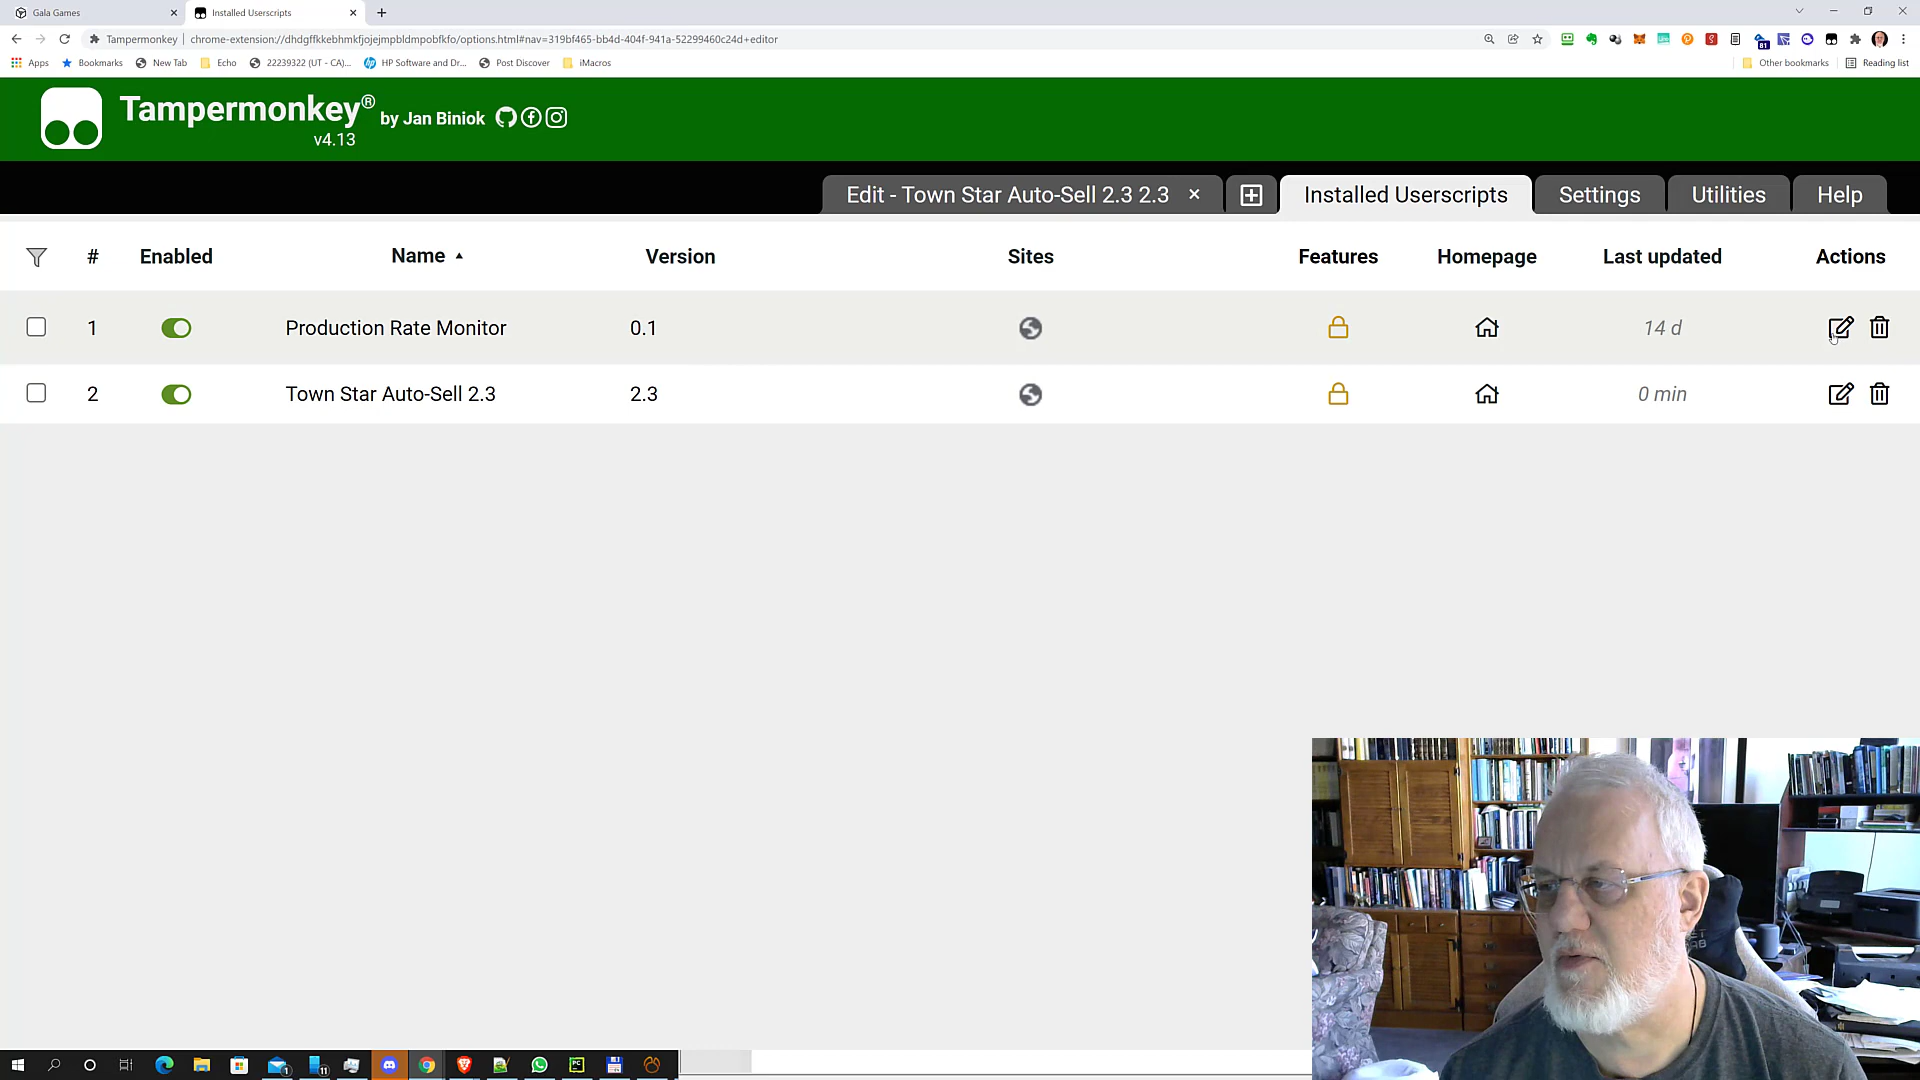 Gala Games
Installed Userscripts
Tampermonkey
chrome-extension://dhdgffkkebhmkfjojejmpbldmpobfkfo/options.html#nav=319bf465-bb4d-404f-941a-52299460c24d+editor
81
Apps
Bookmarks
New Tab
Echo
22239322 (UT - CA)...
HP Software and Dr...
Post Discover
iMacros
Other bookmarks
Reading list
Tampermonkey® by Jan Biniok
v4.13
Edit - Town Star Auto-Sell 2.3 2.3
Installed Userscripts
Settings
Utilities
Help
# Enabled Name Version Sites Features Homepage Last updated Actions
1 Production Rate Monitor 0.1 14 d
2 Town Star Auto-Sell 2.3 2.3 0 min
1
11
PC